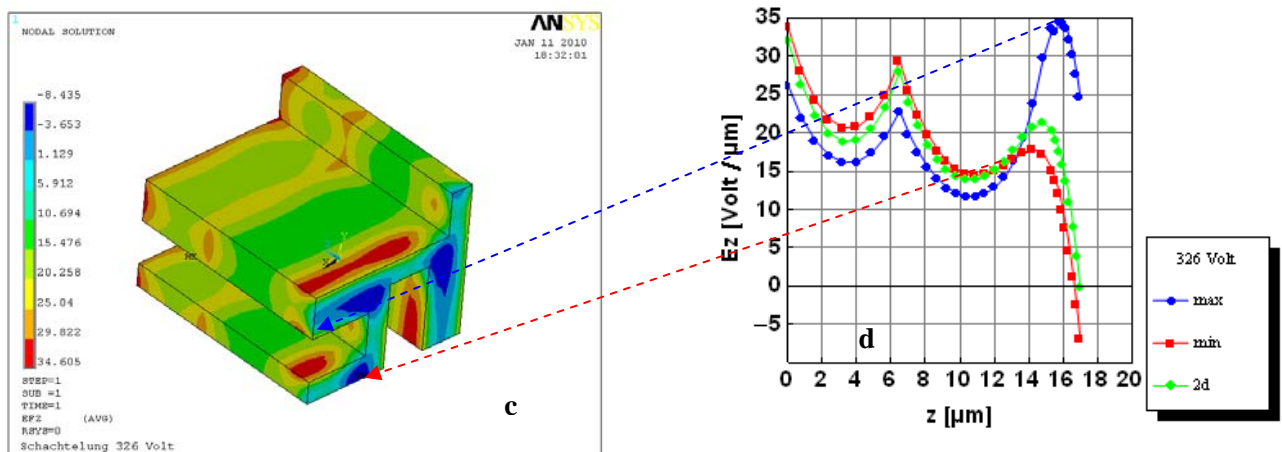 1
NODAL SOLUTION
ANSYS
JAN 11 2010
18:32:01
-8.435
-3.653
1.129
5.912
10.694
15.476
20.258
25.04
29.822
34.605
STEP=1
SUB =1
TIME=1
EFZ (AVG)
RSYS=0
Schachtelung 326 Volt
MX
X
Y
c
35
30
25
20
15
10
5
0
-5
Ez [Volt / µm]
0 2 4 6 8 10 12 14 16 18 20
z [µm]
d
326 Volt
max
min
2d